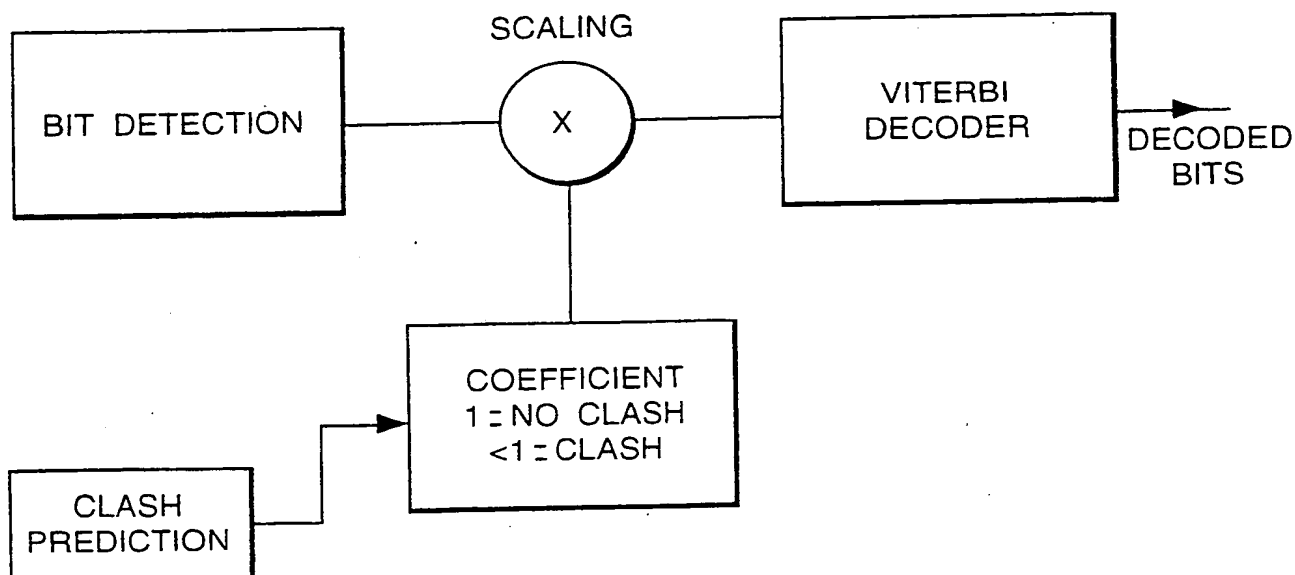 SCALING
BIT DETECTION
X
VITERBI
DECODER
DECODED
BITS
COEFFICIENT
1 = NO CLASH
<1 = CLASH
CLASH
PREDICTION